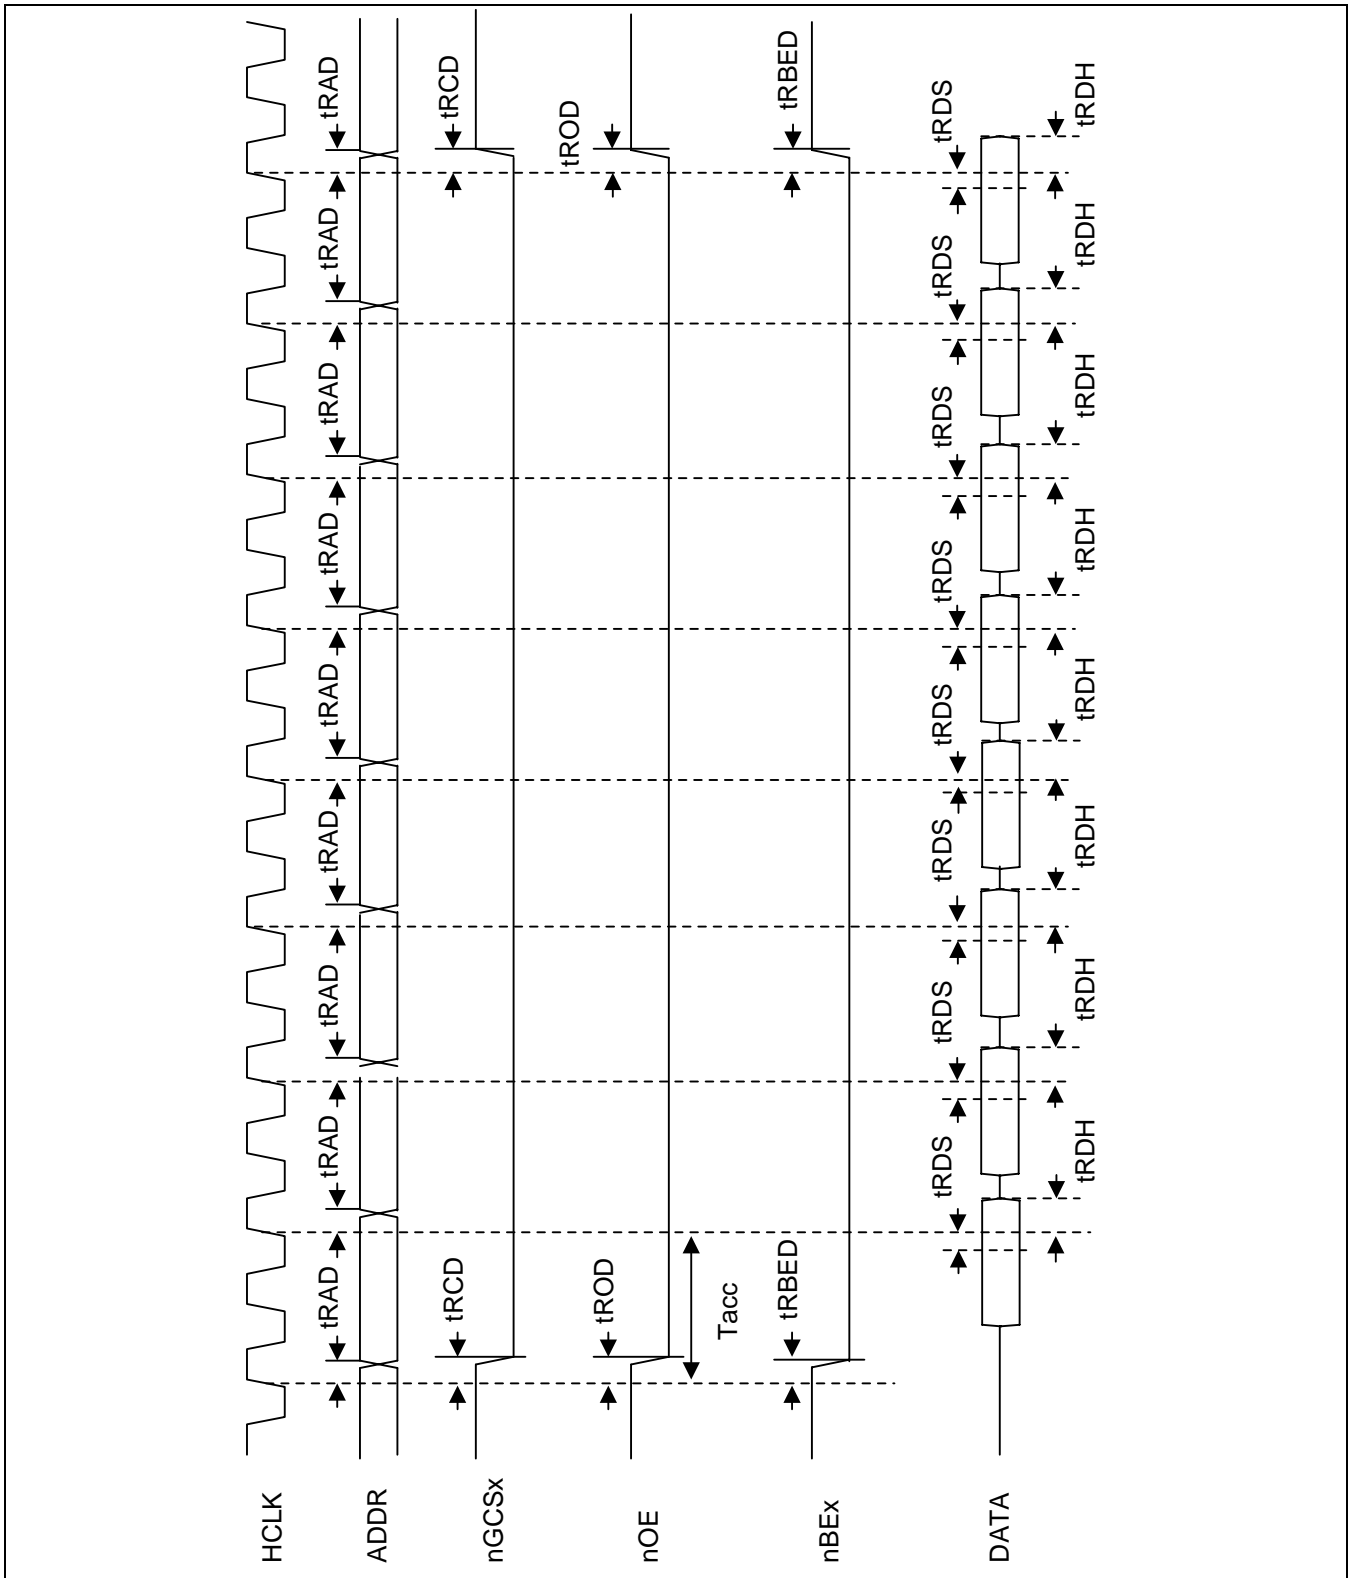 HCLK
tRAD tRAD tRAD tRAD tRAD tRAD tRAD tRAD tRAD
ADDR
tRCD tRCD
nGCSx
tROD tROD
nOE
Tacc
tRBED tRBED
nBEx
tRDS tRDS tRDS tRDS tRDS tRDS tRDS tRDS
DATA
tRDH tRDH tRDH tRDH tRDH tRDH tRDH tRDH